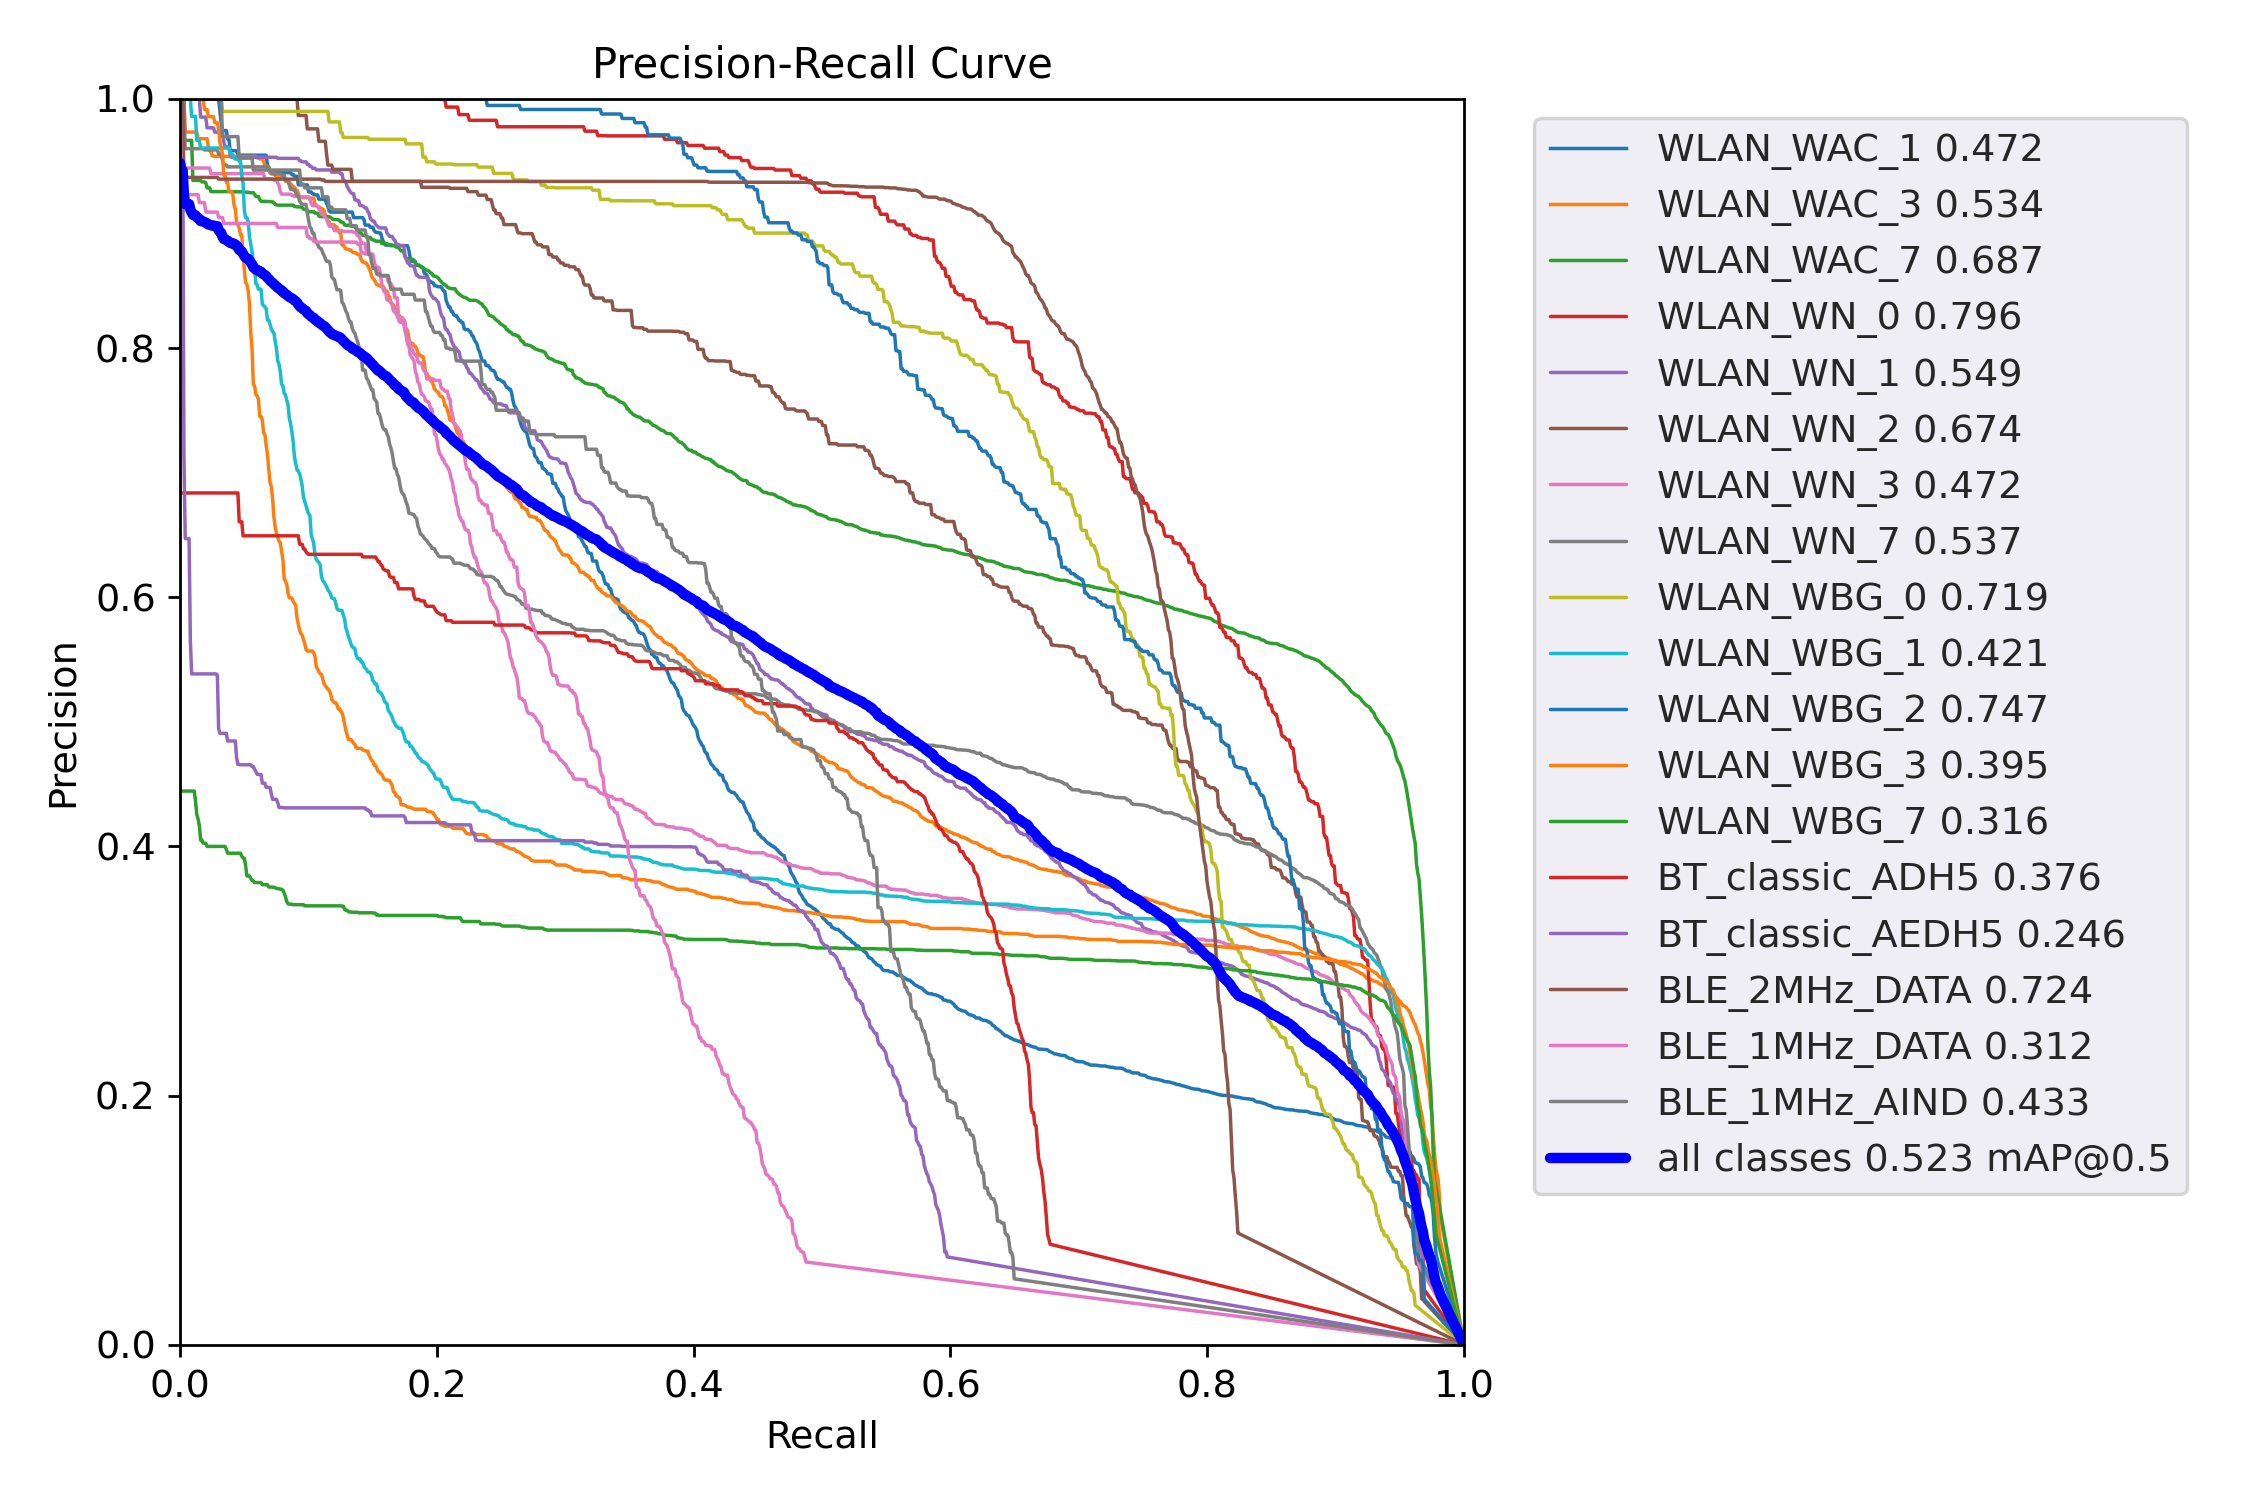 Precision-Recall Curve
1.0
0.8
0.6
0.4
0.2
0.0
Precision
0.0 0.2 0.4 0.6 0.8 1.0
Recall
WLAN_WAC_1 0.472
WLAN_WAC_3 0.534
WLAN_WAC_7 0.687
WLAN_WN_0 0.796
WLAN_WN_1 0.549
WLAN_WN_2 0.674
WLAN_WN_3 0.472
WLAN_WN_7 0.537
WLAN_WBG_0 0.719
WLAN_WBG_1 0.421
WLAN_WBG_2 0.747
WLAN_WBG_3 0.395
WLAN_WBG_7 0.316
BT_classic_ADH5 0.376
BT_classic_AEDH5 0.246
BLE_2MHz_DATA 0.724
BLE_1MHz_DATA 0.312
BLE_1MHz_AIND 0.433
all classes 0.523 mAP@0.5